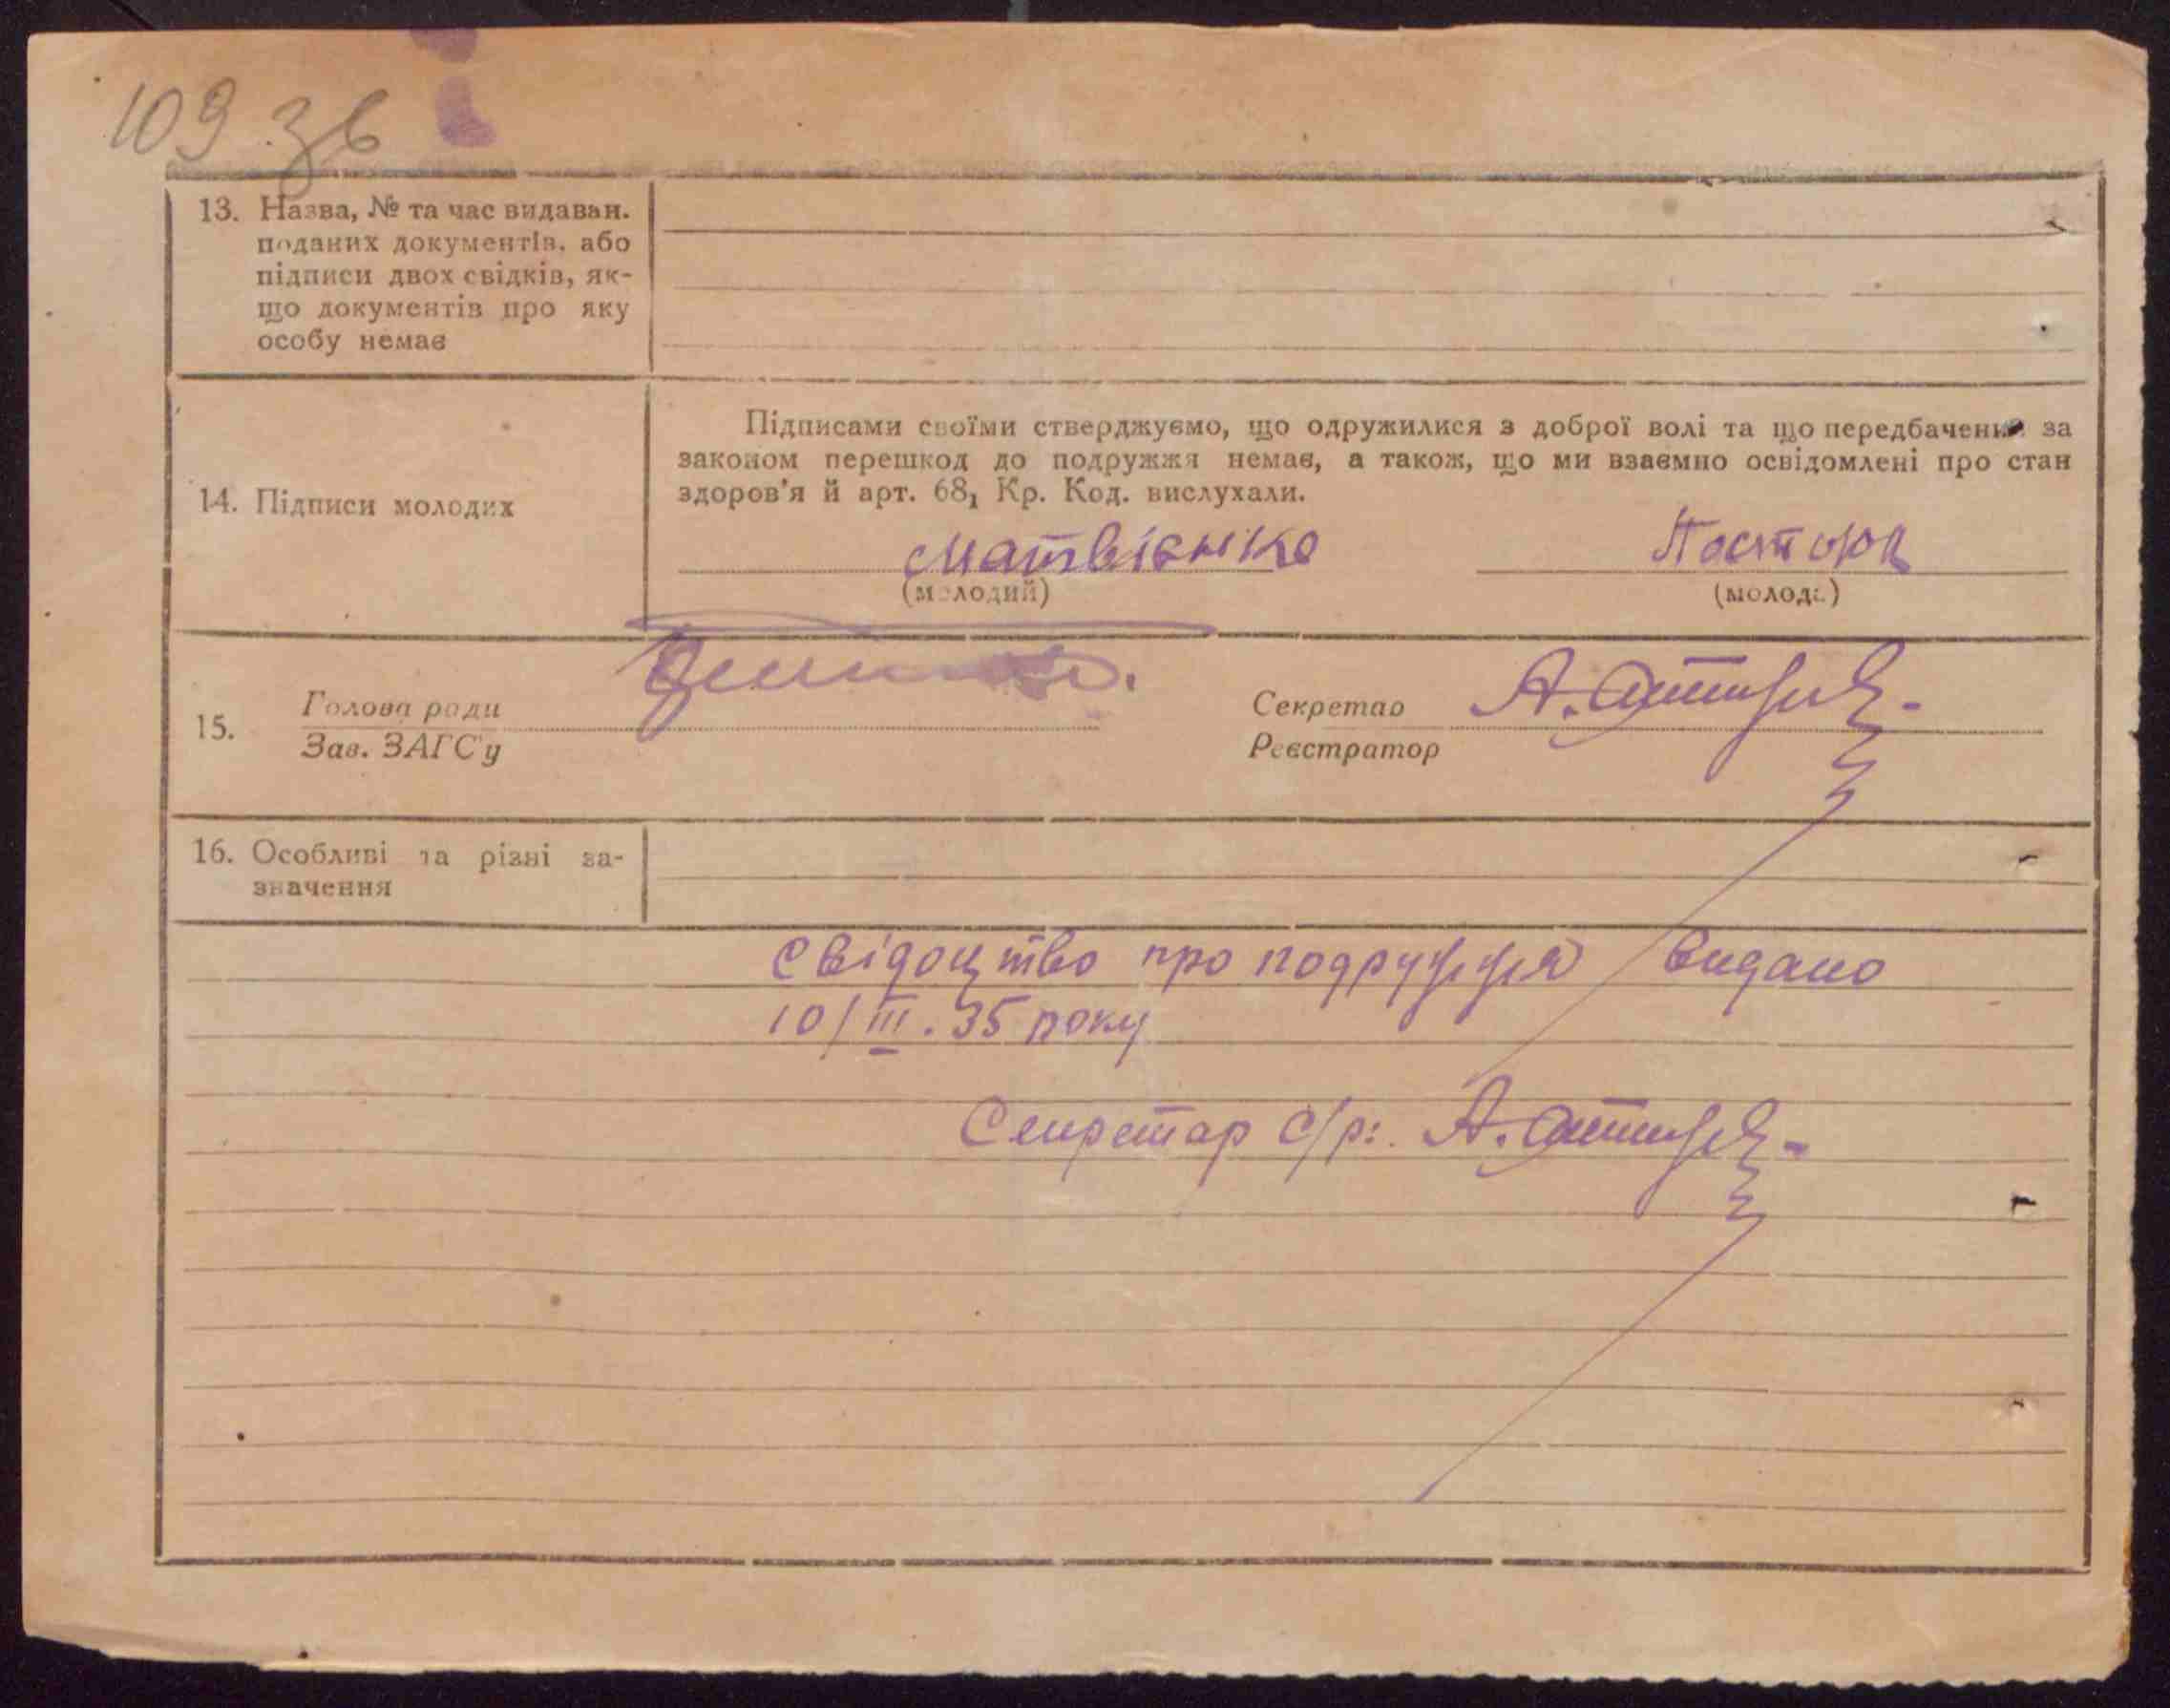 109 зв
13. Назва, № та час видаван.
поданих документів, або
підписи двох свідків, як-
що документів про яку
особу немає
Підписами своїми стверджуємо, що одружилися з доброї волі та що передбачених за
законом перешкод до подружжя немає, а також, що ми взаємно освідомлені про стан
здоров'я й арт. 68₁ Кр. Код. вислухали.
14. Підписи молодих
Матвієнко
(молодий) (молода)
15. Голова ради Секретар А.
Зав. ЗАГС'у Реєстратор
16. Особливі та різні за-
значення
Свідоцтво про подружжя видано
10/III. 35 року
Секретар с/р: А.